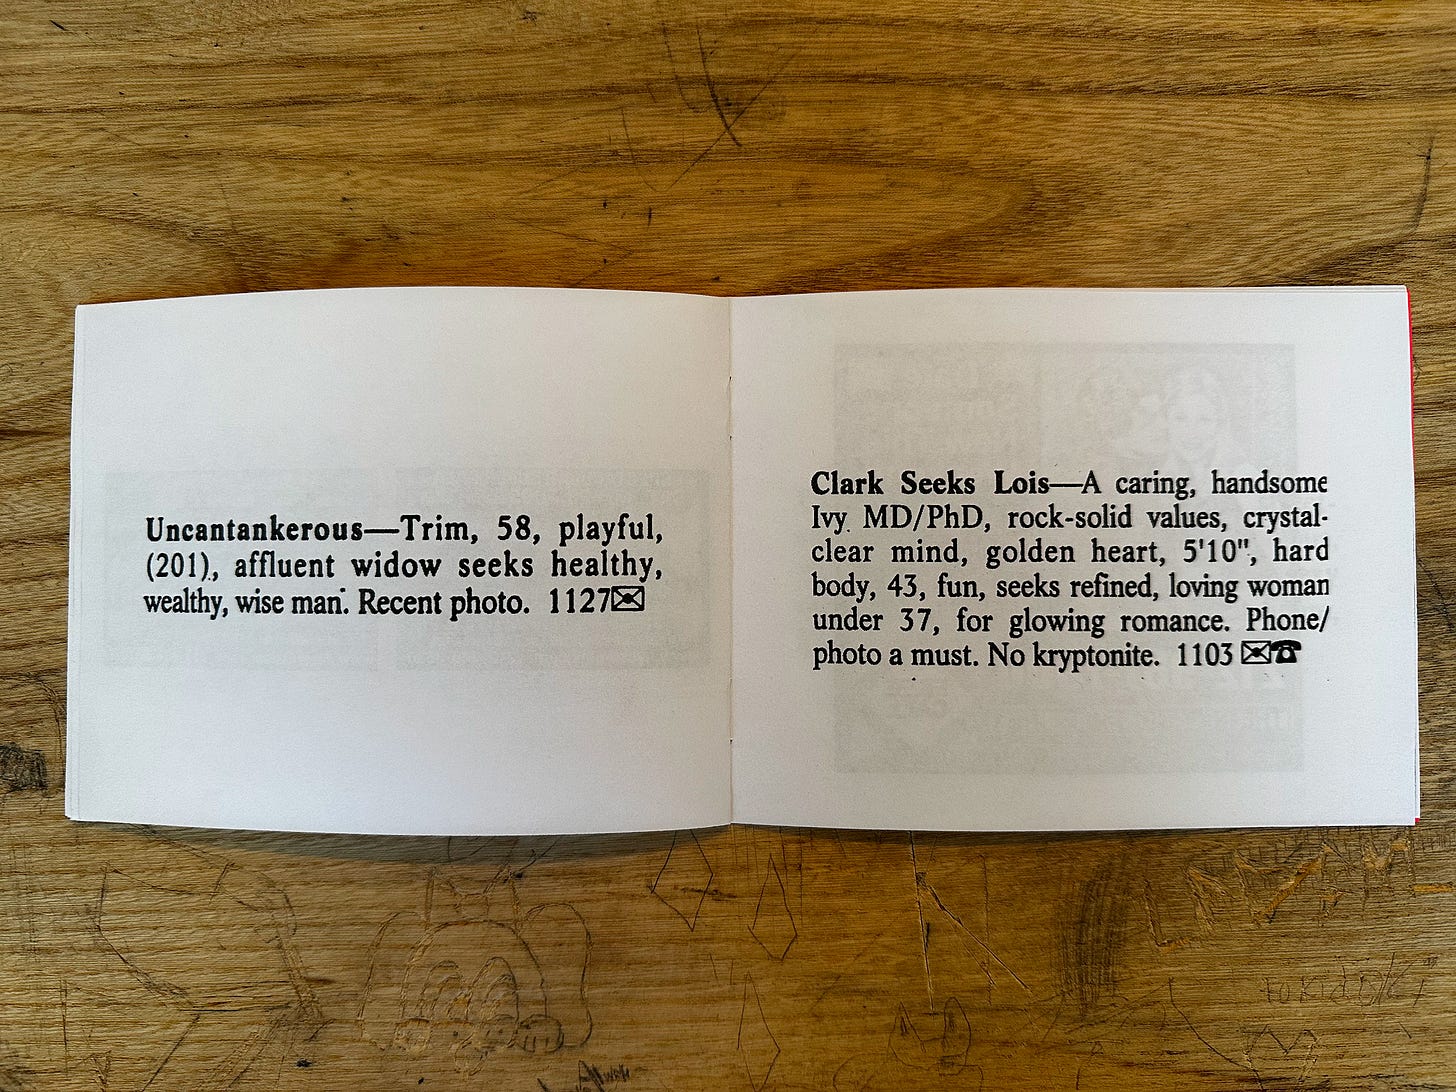 Uncantankerous—Trim, 58, playful,
(201), affluent widow seeks healthy,
wealthy, wise man. Recent photo. 1127
Clark Seeks Lois—A caring, handsome
Ivy MD/PhD, rock-solid values, crystal-
clear mind, golden heart, 5'10", hard
body, 43, fun, seeks refined, loving woman
under 37, for glowing romance. Phone/
photo a must. No kryptonite. 1103